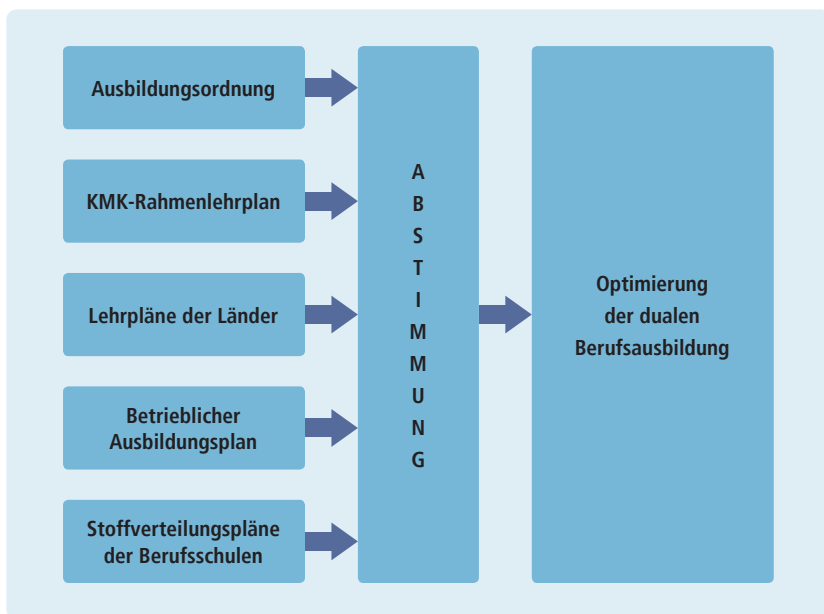 Ausbildungsordnung
KMK-Rahmenlehrplan
Lehrpläne der Länder
Betrieblicher
Ausbildungsplan
Stoffverteilungspläne
der Berufsschulen
A
B
S
T
I
M
M
U
N
G
Optimierung
der dualen
Berufsausbildung